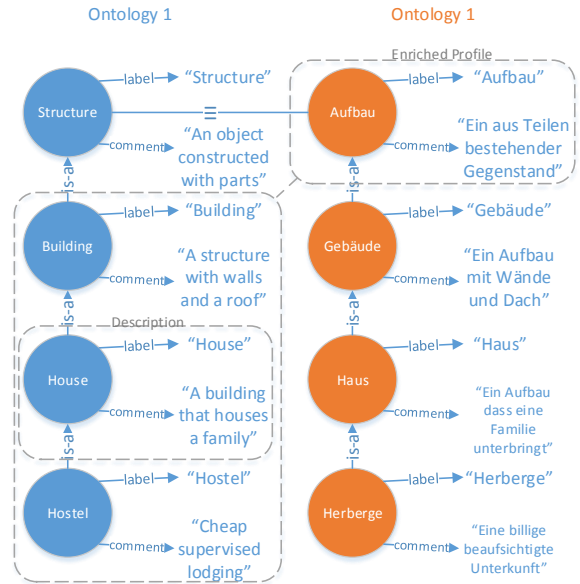 Ontology 1
Ontology 1
Enriched Profile
Structure
label
“Structure”
≡
Aufbau
label
“Aufbau”
comment
“An object
constructed
with parts”
comment
“Ein aus Teilen
bestehender
Gegenstand”
is-a
is-a
Building
label
“Building”
Gebäude
label
“Gebäude”
comment
“A structure
with walls
and a roof”
comment
“Ein Aufbau
mit Wände
und Dach”
is-a
is-a
Description
House
label
“House”
Haus
label
“Haus”
comment
“A building
that houses
a family”
comment
“Ein Aufbau
dass eine
Familie
unterbringt”
is-a
is-a
Hostel
label
“Hostel”
Herberge
label
“Herberge”
comment
“Cheap
supervised
lodging”
comment
“Eine billige
beaufsichtigte
Unterkunft”